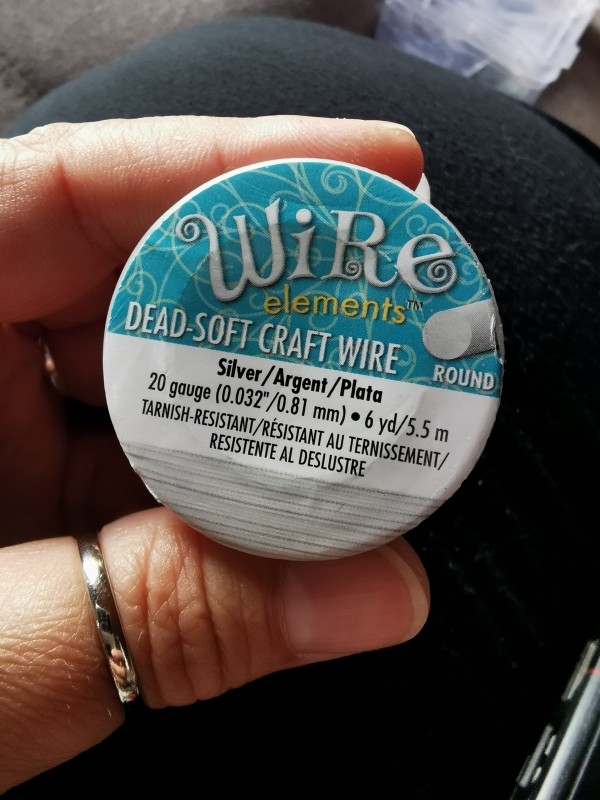 WiRe
elements™
DEAD-SOFT CRAFT WIRE
ROUND
Silver/Argent/Plata
20 gauge (0.032"/0.81 mm) • 6 yd/5.5 m
TARNISH-RESISTANT/RÉSISTANT AU TERNISSEMENT/
RESISTENTE AL DESLUSTRE